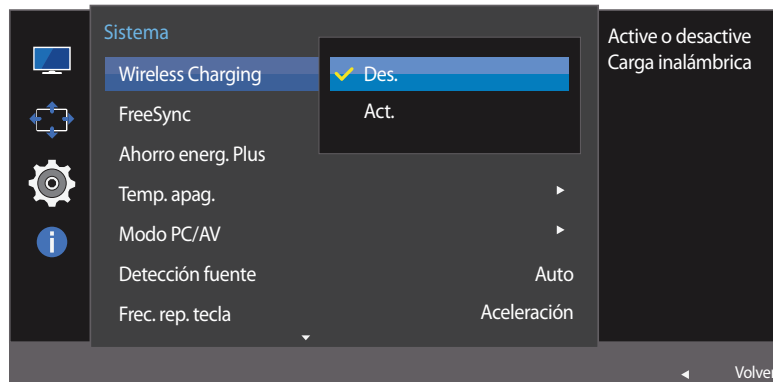 Sistema
Wireless Charging
Des.
Act.
FreeSync
Ahorro energ. Plus
Temp. apag.
Modo PC/AV
Detección fuente Auto
Frec. rep. tecla Aceleración
Active o desactive
Carga inalámbrica
Volver